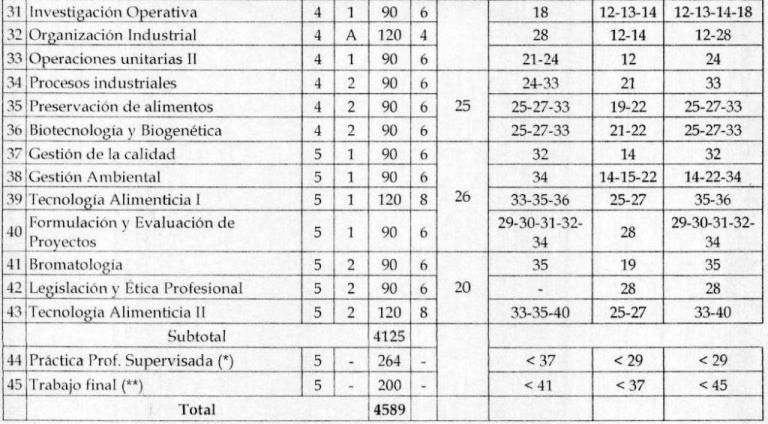 31 Investigación Operativa 4 1 90 6 18 12-13-14 12-13-14-18
32 Organización Industrial 4 A 120 4 28 12-14 12-28
33 Operaciones unitarias II 4 1 90 6 21-24 12 24
34 Procesos industriales 4 2 90 6 24-33 21 33
35 Preservación de alimentos 4 2 90 6 25 25-27-33 19-22 25-27-33
36 Biotecnología y Biogenética 4 2 90 6 25-27-33 21-22 25-27-33
37 Gestión de la calidad 5 1 90 6 32 14 32
38 Gestión Ambiental 5 1 90 6 34 14-15-22 14-22-34
39 Tecnología Alimenticia I 5 1 120 8 26 33-35-36 25-27 35-36
40 Formulación y Evaluación de
Proyectos 5 1 90 6 29-30-31-32-
34 28 29-30-31-32-
34
41 Bromatología 5 2 90 6 35 19 35
42 Legislación y Ética Profesional 5 2 90 6 20 - 28 28
43 Tecnología Alimenticia II 5 2 120 8 33-35-40 25-27 33-40
Subtotal 4125
44 Práctica Prof. Supervisada (*) 5 - 264 - < 37 < 29 < 29
45 Trabajo final (**) 5 - 200 - < 41 < 37 < 45
Total 4589